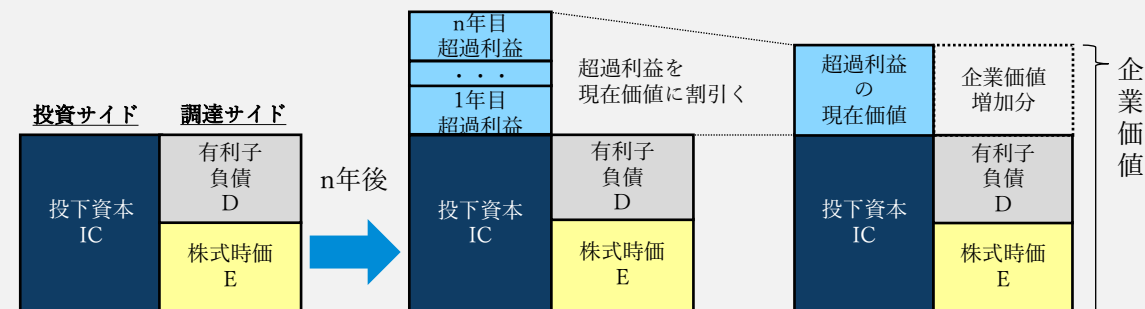 投資サイド
調達サイド
投下資本
IC
有利子
負債
D
株式時価
E
n年後
n年目
超過利益
・・・
1年目
超過利益
超過利益を
現在価値に割引く
投下資本
IC
有利子
負債
D
株式時価
E
超過利益
の
現在価値
企業価値
増加分
投下資本
IC
有利子
負債
D
株式時価
E
企業価値